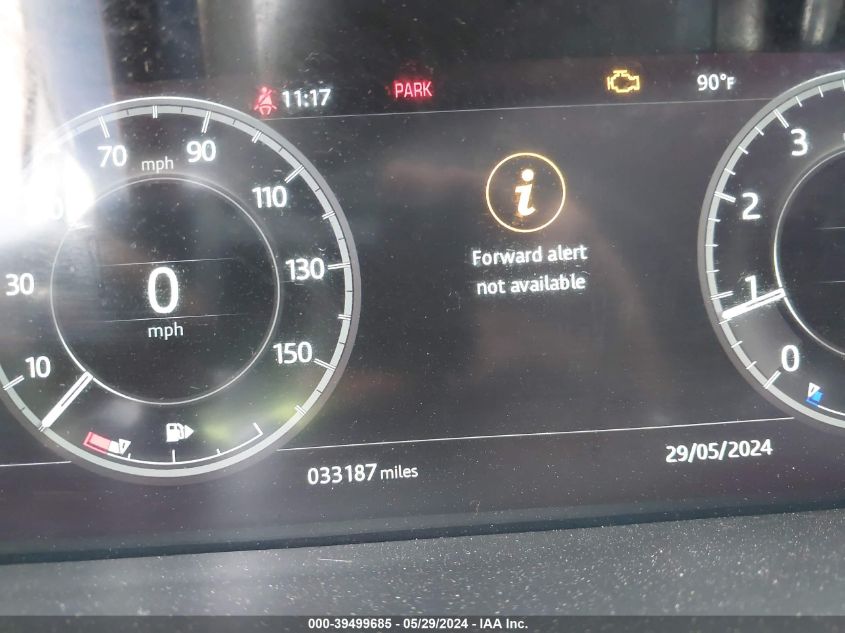 11:17
PARK
90°F
70 mph 90
110
30
130
150
10
0
mph
Forward alert
not available
3
2
1
0
033187 miles
29/05/2024
000-39499685 - 05/29/2024 - IAA Inc.